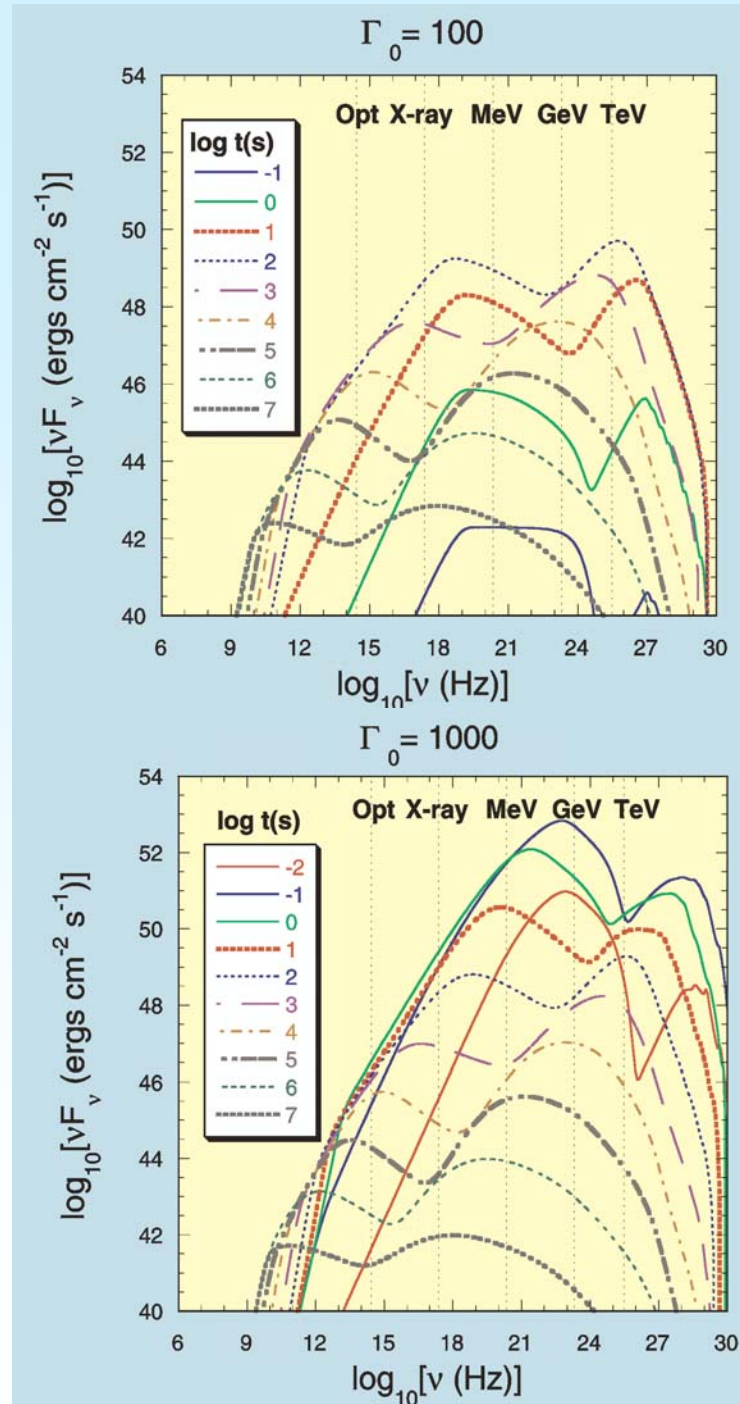 Γ0 = 100
54
52
50
48
46
44
42
40
log10[νFν (ergs cm-2 s-1)]
Opt X-ray MeV GeV TeV
log t(s)
-1
0
1
2
3
4
5
6
7
6 9 12 15 18 21 24 27 30
log10[ν (Hz)]
Γ0 = 1000
54
52
50
48
46
44
42
40
log10[νFν (ergs cm-2 s-1)]
Opt X-ray MeV GeV TeV
log t(s)
-2
-1
0
1
2
3
4
5
6
7
6 9 12 15 18 21 24 27 30
log10[ν (Hz)]